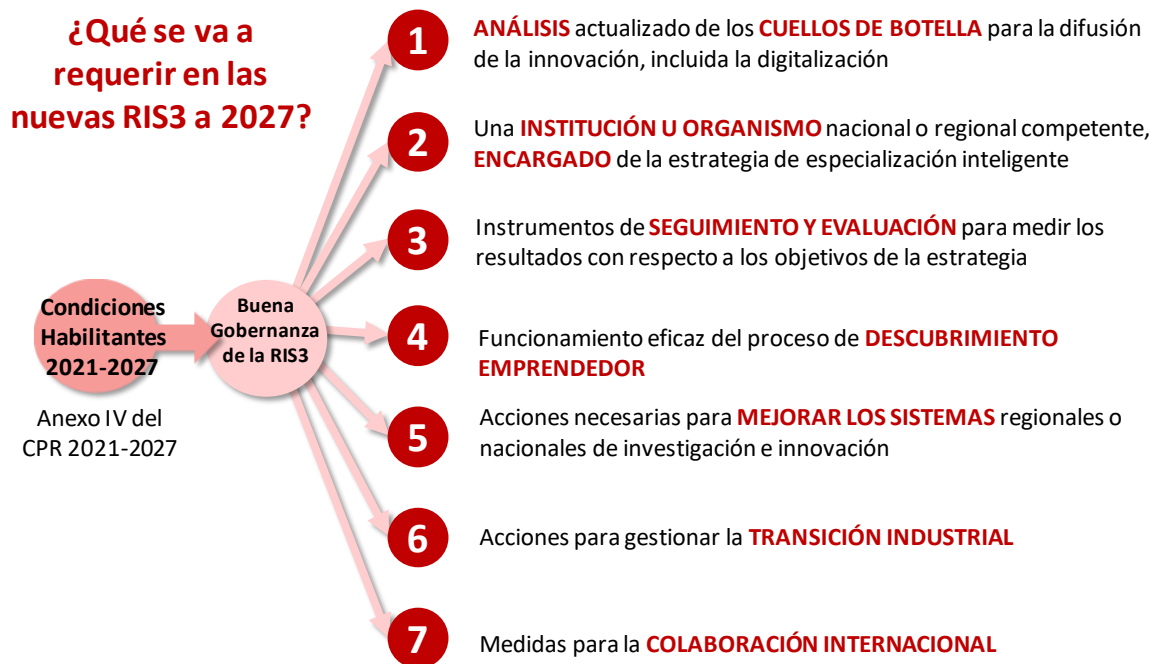 ¿Qué se va a
requerir en las
nuevas RIS3 a 2027?
Condiciones
Habilitantes
2021-2027
Anexo IV del
CPR 2021-2027
Buena
Gobernanza
de la RIS3
1
ANÁLISIS actualizado de los CUELLOS DE BOTELLA para la difusión
de la innovación, incluida la digitalización
2
Una INSTITUCIÓN U ORGANISMO nacional o regional competente,
ENCARGADO de la estrategia de especialización inteligente
3
Instrumentos de SEGUIMIENTO Y EVALUACIÓN para medir los
resultados con respecto a los objetivos de la estrategia
4
Funcionamiento eficaz del proceso de DESCUBRIMIENTO
EMPRENDEDOR
5
Acciones necesarias para MEJORAR LOS SISTEMAS regionales o
nacionales de investigación e innovación
6
Acciones para gestionar la TRANSICIÓN INDUSTRIAL
7
Medidas para la COLABORACIÓN INTERNACIONAL